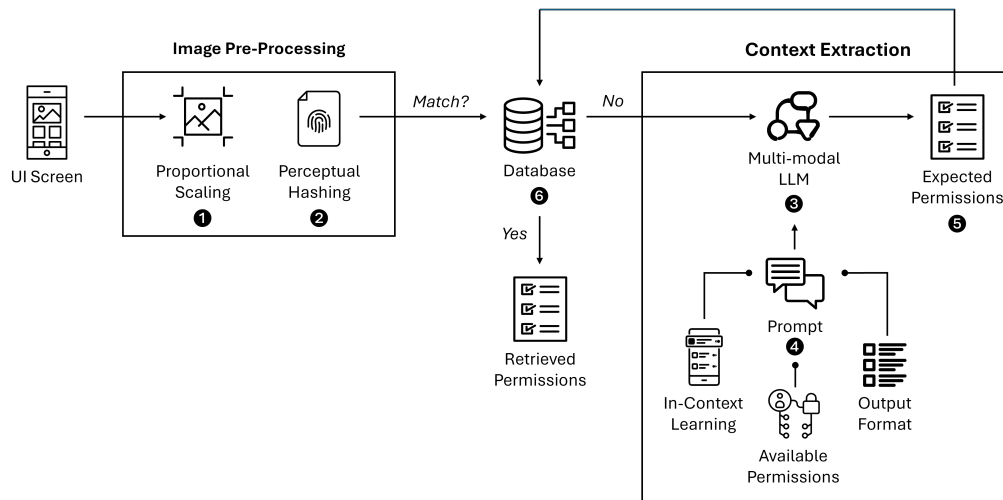 Image Pre-Processing
Context Extraction
UI Screen
Proportional
Scaling
1
Perceptual
Hashing
2
Match?
Database
6
No
Yes
Retrieved
Permissions
Multi-modal
LLM
3
Expected
Permissions
5
Prompt
4
In-Context
Learning
Available
Permissions
Output
Format